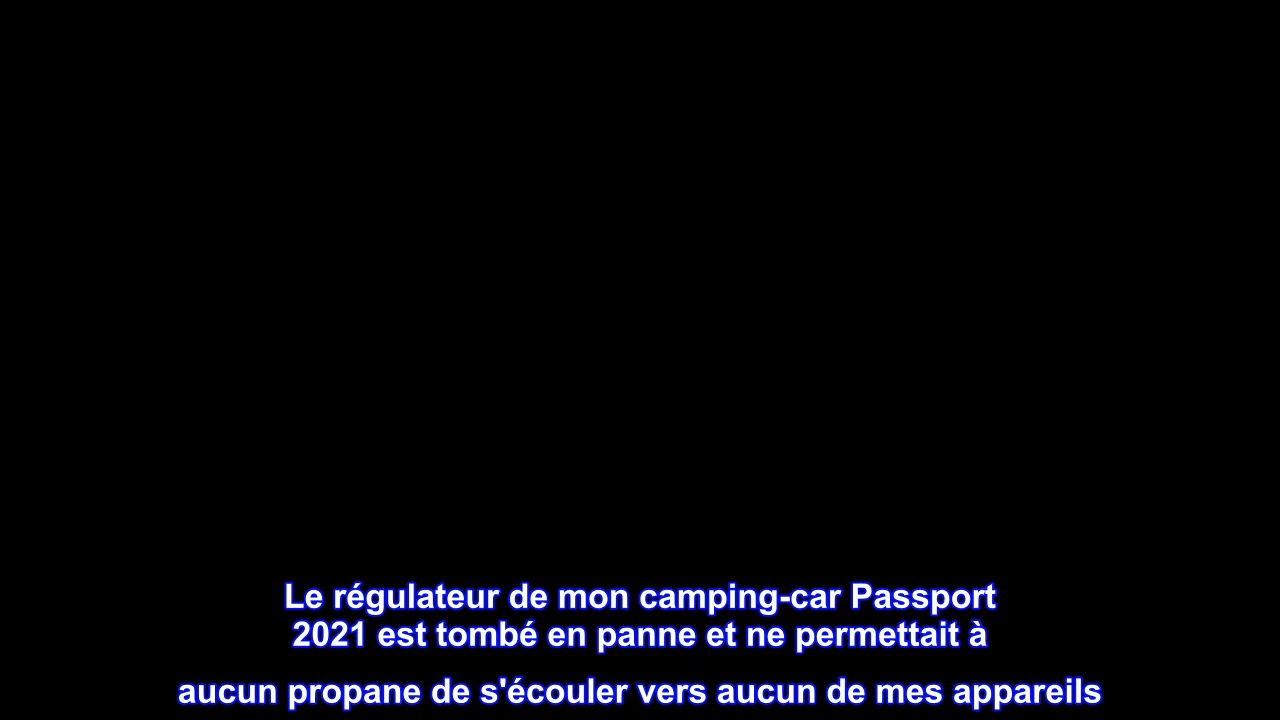 Le régulateur de mon camping-car Passport
2021 est tombé en panne et ne permettait à
aucun propane de s'écouler vers aucun de mes appareils